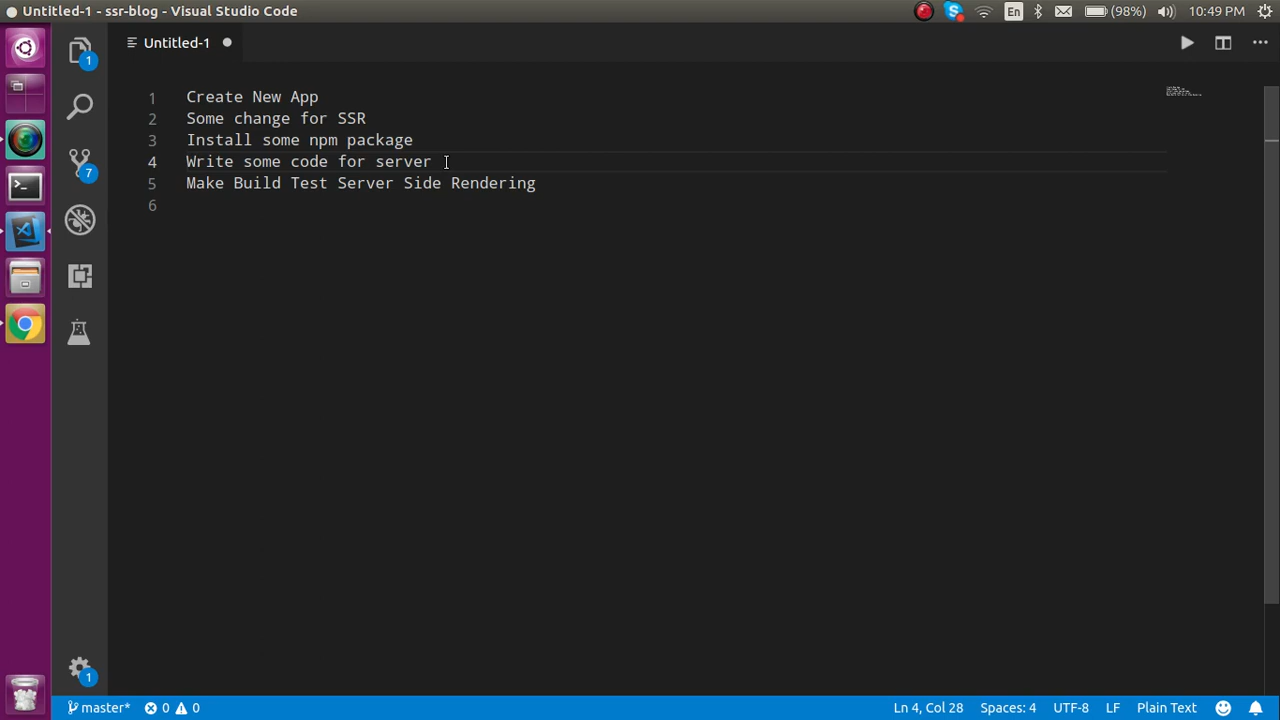 Untitled-1 - ssr-blog - Visual Studio Code
En
(98%)
10:49 PM
1
Untitled-1
1 Create New App
2 Some change for SSR
3 Install some npm package
4 Write some code for server
5 Make Build Test Server Side Rendering
6
7
1
master*
0
0
Ln 4, Col 28
Spaces: 4
UTF-8
LF
Plain Text